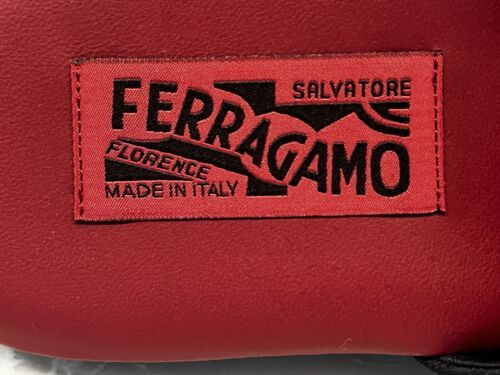 SALVATORE
FERRAGAMO
FLORENCE
MADE IN ITALY